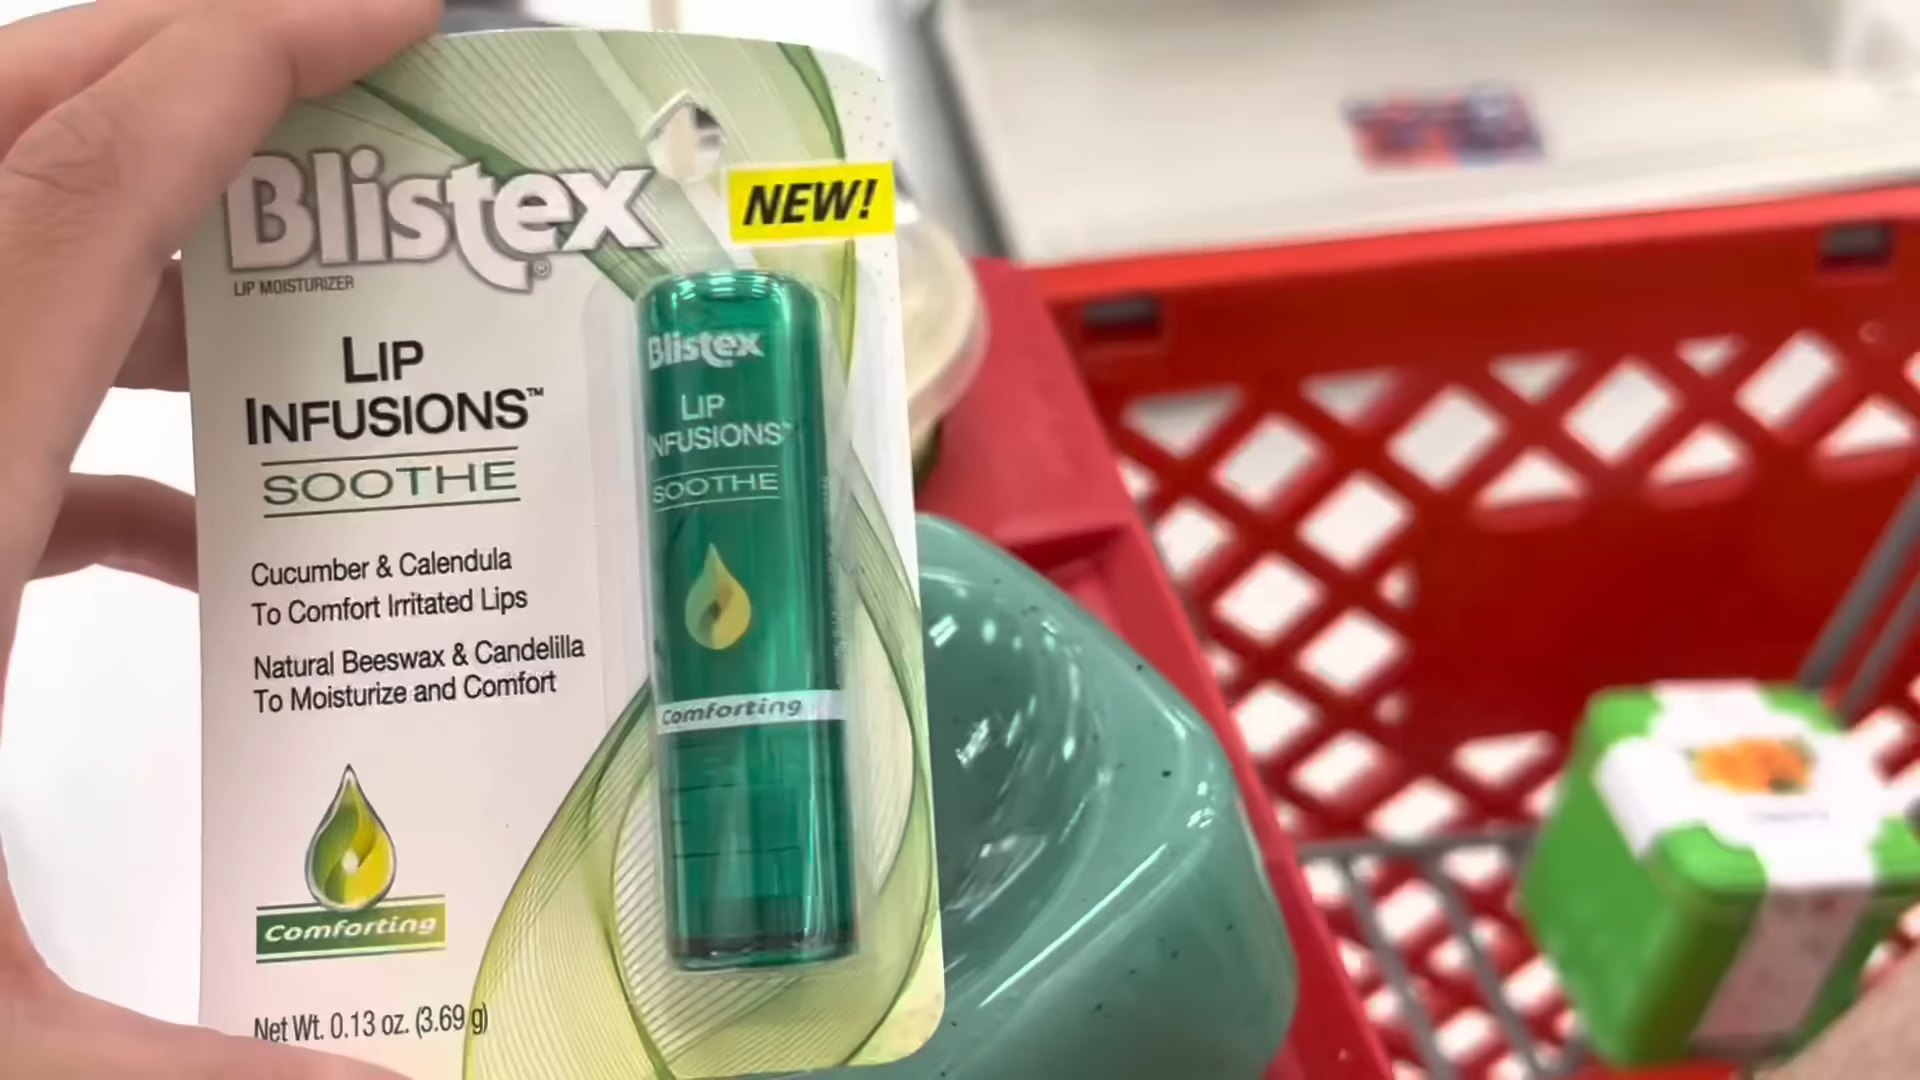 Blistex®
LIP MOISTURIZER
NEW!
LIP
INFUSIONS™
SOOTHE
Cucumber & Calendula
To Comfort Irritated Lips
Natural Beeswax & Candelilla
To Moisturize and Comfort
Comforting
Net Wt. 0.13 oz. (3.69 g)
Blistex
LIP
INFUSIONS™
SOOTHE
Comforting